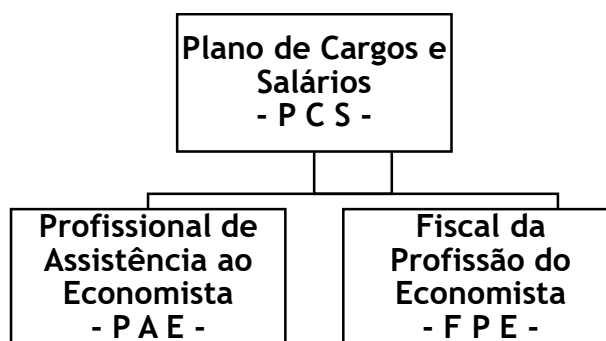 Plano de Cargos e
Salários
- P C S -
Profissional de
Assistência ao
Economista
- P A E -
Fiscal da
Profissão do
Economista
- F P E -